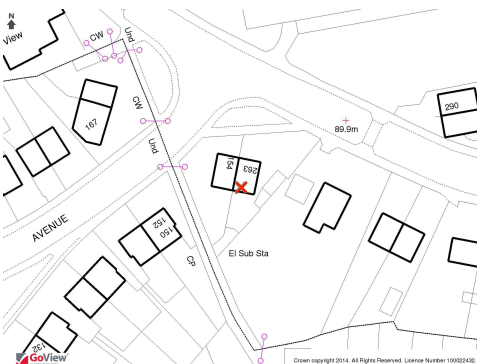 N
View
CW
Und
CW
Und
167
290
89.9m
154
263
AVENUE
152
150
CP
El Sub Sta
132
GoView
Crown copyright 2014. All Rights Reserved. Licence Number 100022432.